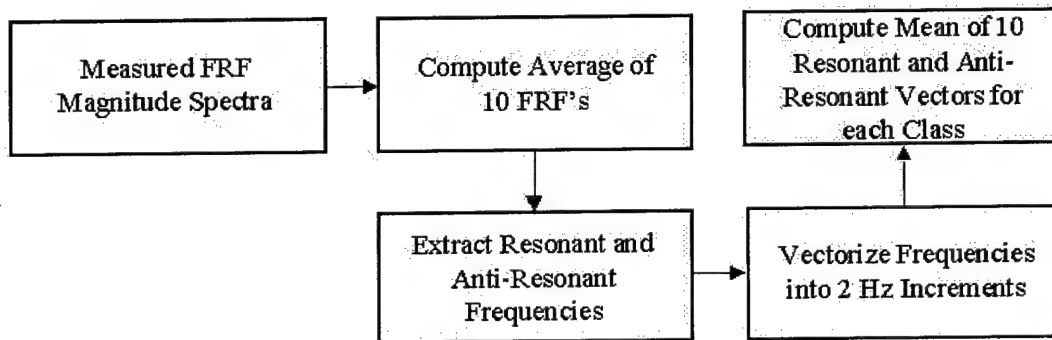 Measured FRF
Magnitude Spectra
Compute Average of
10 FRF's
Extract Resonant and
Anti-Resonant
Frequencies
Vectorize Frequencies
into 2 Hz Increments
Compute Mean of 10
Resonant and Anti-
Resonant Vectors for
each Class